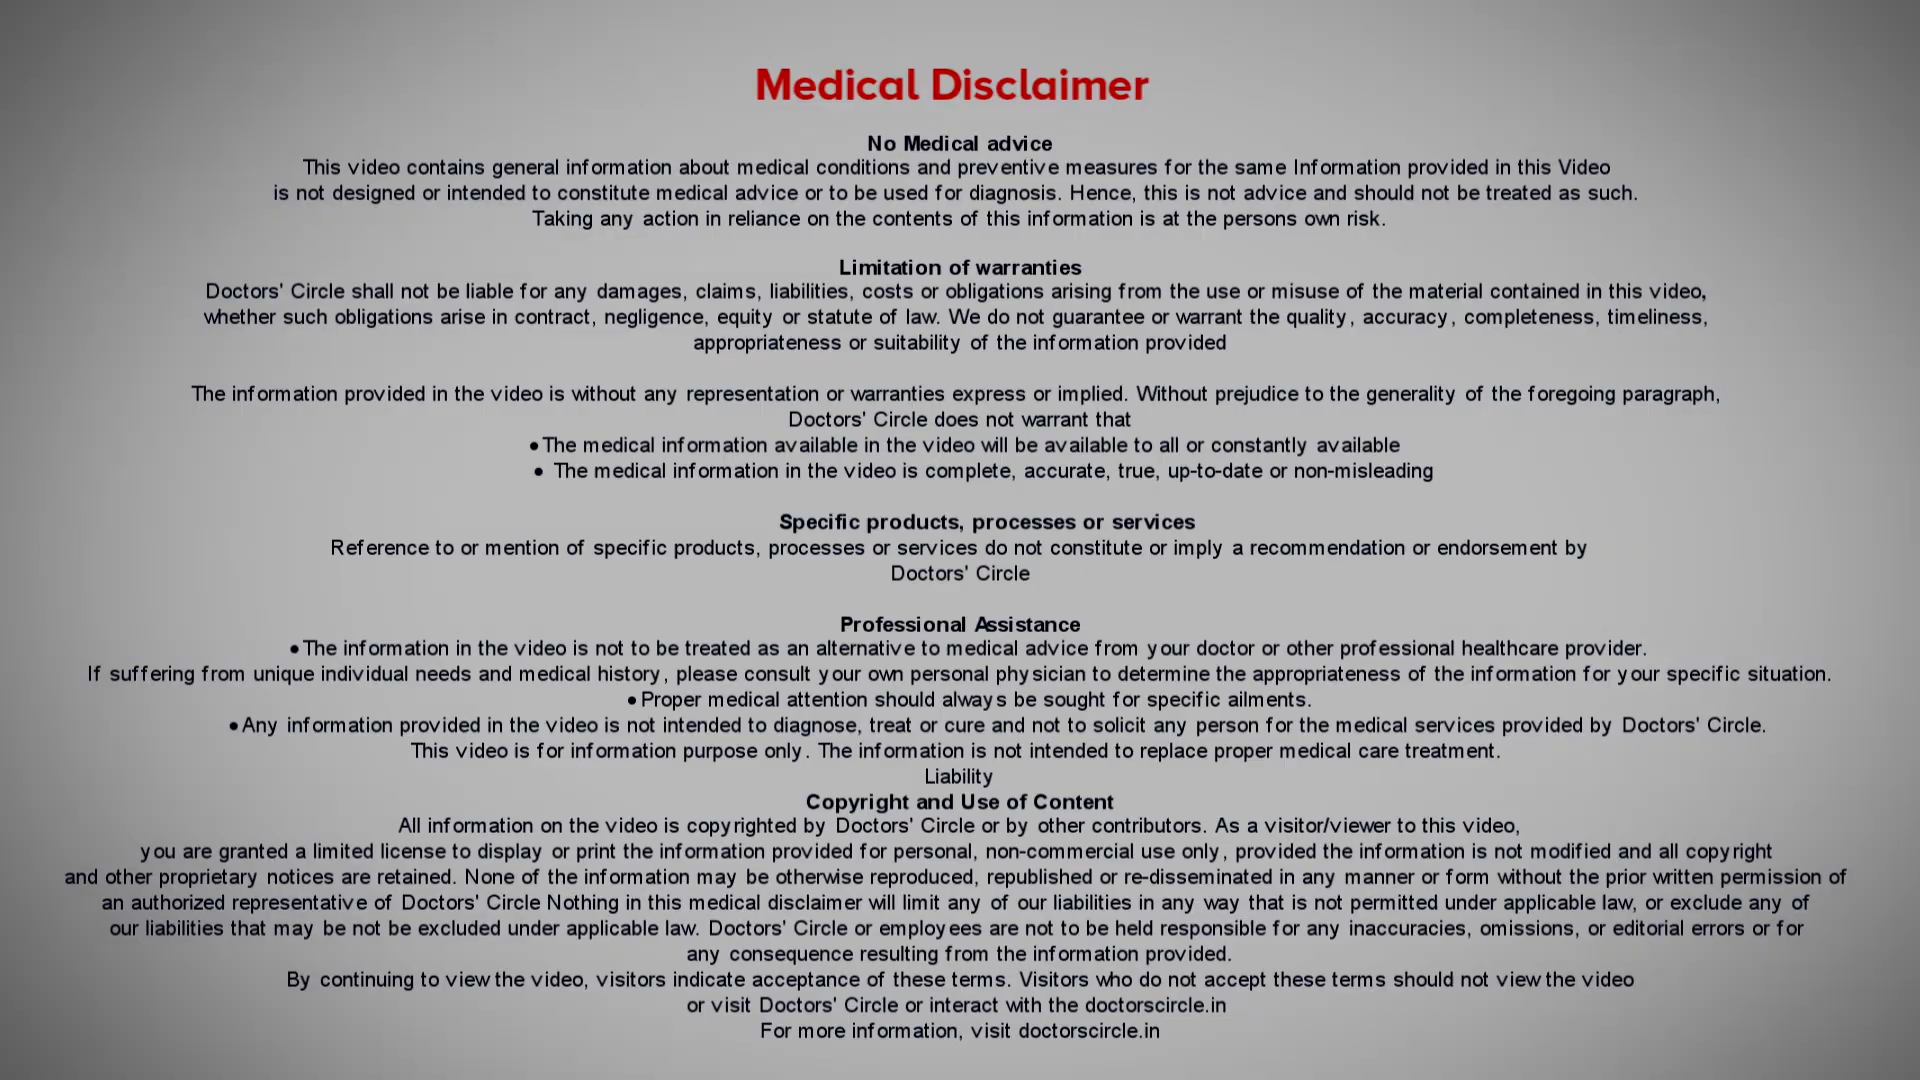 Medical Disclaimer
No Medical advice
This video contains general information about medical conditions and preventive measures for the same Information provided in this Video
is not designed or intended to constitute medical advice or to be used for diagnosis. Hence, this is not advice and should not be treated as such.
Taking any action in reliance on the contents of this information is at the persons own risk.
Limitation of warranties
Doctors' Circle shall not be liable for any damages, claims, liabilities, costs or obligations arising from the use or misuse of the material contained in this video,
whether such obligations arise in contract, negligence, equity or statute of law. We do not guarantee or warrant the quality, accuracy, completeness, timeliness,
appropriateness or suitability of the information provided
The information provided in the video is without any representation or warranties express or implied. Without prejudice to the generality of the foregoing paragraph,
Doctors' Circle does not warrant that
•The medical information available in the video will be available to all or constantly available
• The medical information in the video is complete, accurate, true, up-to-date or non-misleading
Specific products, processes or services
Reference to or mention of specific products, processes or services do not constitute or imply a recommendation or endorsement by
Doctors' Circle
Professional Assistance
•The information in the video is not to be treated as an alternative to medical advice from your doctor or other professional healthcare provider.
If suffering from unique individual needs and medical history, please consult your own personal physician to determine the appropriateness of the information for your specific situation.
•Proper medical attention should always be sought for specific ailments.
•Any information provided in the video is not intended to diagnose, treat or cure and not to solicit any person for the medical services provided by Doctors' Circle.
This video is for information purpose only. The information is not intended to replace proper medical care treatment.
Liability
Copyright and Use of Content
All information on the video is copyrighted by Doctors' Circle or by other contributors. As a visitor/viewer to this video,
you are granted a limited license to display or print the information provided for personal, non-commercial use only, provided the information is not modified and all copyright
and other proprietary notices are retained. None of the information may be otherwise reproduced, republished or re-disseminated in any manner or form without the prior written permission of
an authorized representative of Doctors' Circle Nothing in this medical disclaimer will limit any of our liabilities in any way that is not permitted under applicable law, or exclude any of
our liabilities that may be not be excluded under applicable law. Doctors' Circle or employees are not to be held responsible for any inaccuracies, omissions, or editorial errors or for
any consequence resulting from the information provided.
By continuing to view the video, visitors indicate acceptance of these terms. Visitors who do not accept these terms should not view the video
or visit Doctors' Circle or interact with the doctorscircle.in
For more information, visit doctorscircle.in